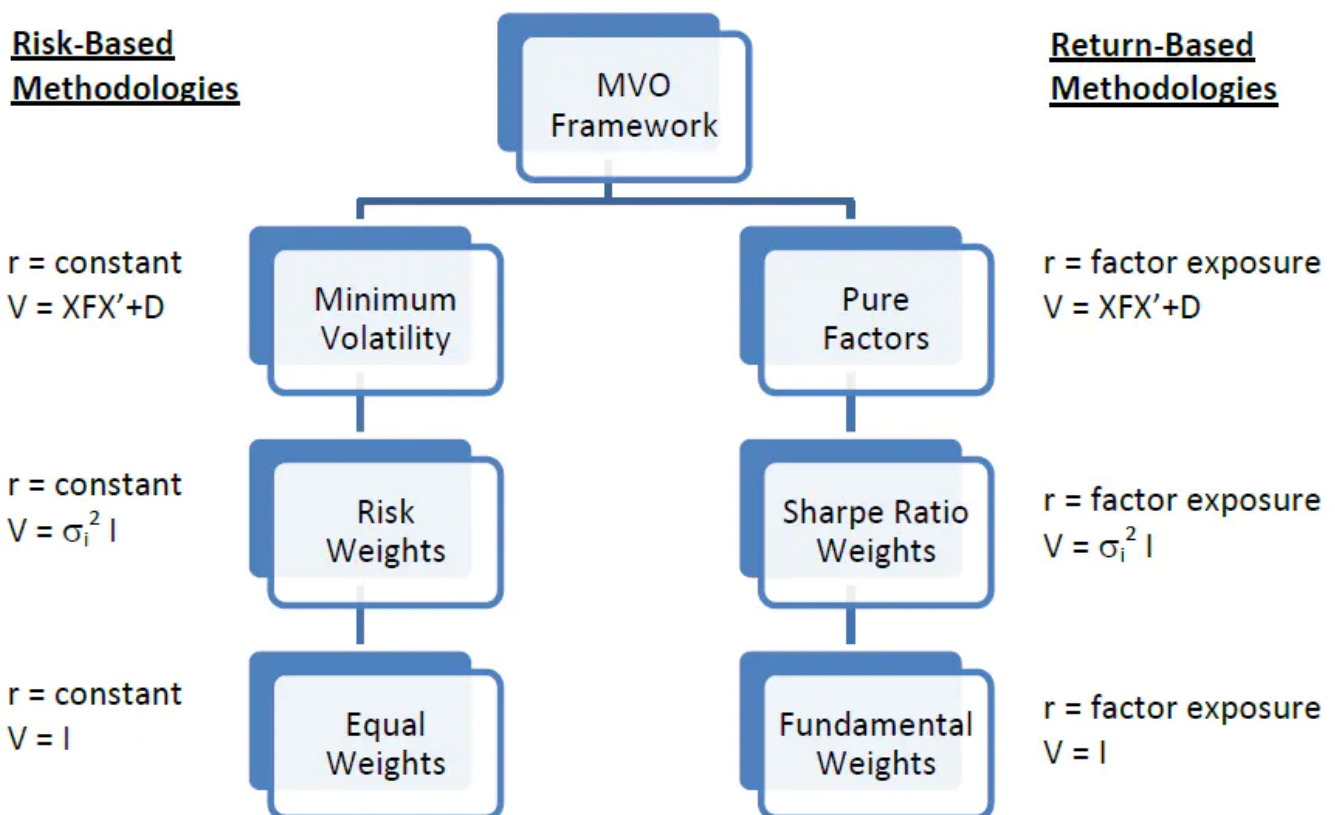 Risk-Based
Methodologies
MVO
Framework
Return-Based
Methodologies
r = constant
V = XFX’+D
Minimum
Volatility
Pure
Factors
r = factor exposure
V = XFX’+D
r = constant
V = σᵢ² I
Risk
Weights
Sharpe Ratio
Weights
r = factor exposure
V = σᵢ² I
r = constant
V = I
Equal
Weights
Fundamental
Weights
r = factor exposure
V = I